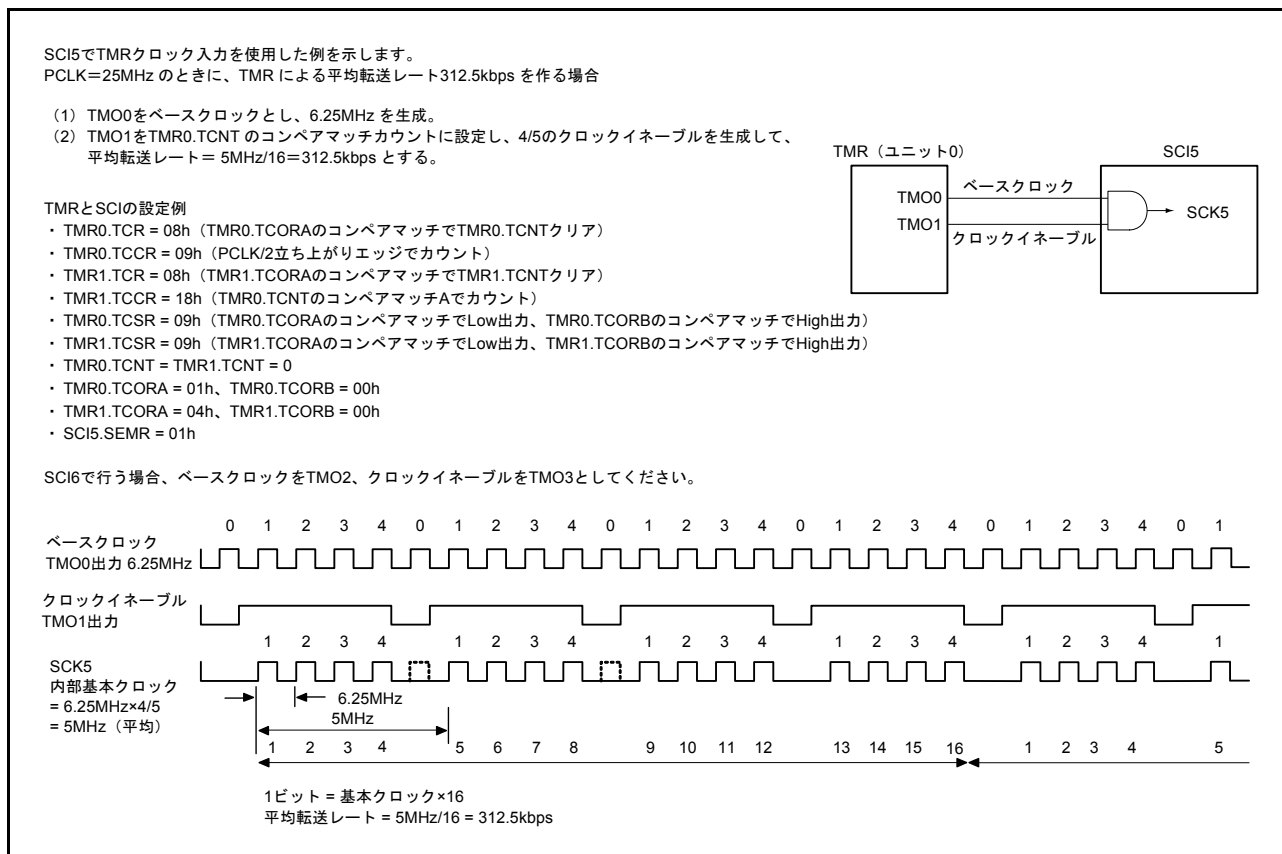 SCI5でTMRクロック入力を使用した例を示します。
PCLK＝25MHz のときに、TMR による平均転送レート312.5kbps を作る場合
（1） TMO0をベースクロックとし、6.25MHz を生成。
（2） TMO1をTMR0.TCNT のコンペアマッチカウントに設定し、4/5のクロックイネーブルを生成して、
平均転送レート＝ 5MHz/16＝312.5kbps とする。
TMR（ユニット0）
SCI5
TMO0
ベースクロック
TMO1
クロックイネーブル
SCK5
TMRとSCIの設定例
・ TMR0.TCR = 08h（TMR0.TCORAのコンペアマッチでTMR0.TCNTクリア）
・ TMR0.TCCR = 09h（PCLK/2立ち上がりエッジでカウント）
・ TMR1.TCR = 08h（TMR1.TCORAのコンペアマッチでTMR1.TCNTクリア）
・ TMR1.TCCR = 18h（TMR0.TCNTのコンペアマッチAでカウント）
・ TMR0.TCSR = 09h（TMR0.TCORAのコンペアマッチでLow出力、TMR0.TCORBのコンペアマッチでHigh出力）
・ TMR1.TCSR = 09h（TMR1.TCORAのコンペアマッチでLow出力、TMR1.TCORBのコンペアマッチでHigh出力）
・ TMR0.TCNT = TMR1.TCNT = 0
・ TMR0.TCORA = 01h、TMR0.TCORB = 00h
・ TMR1.TCORA = 04h、TMR1.TCORB = 00h
・ SCI5.SEMR = 01h
SCI6で行う場合、ベースクロックをTMO2、クロックイネーブルをTMO3としてください。
0 1 2 3 4 0 1 2 3 4 0 1 2 3 4 0 1 2 3 4 0 1 2 3 4 0 1
ベースクロック
TMO0出力 6.25MHz
クロックイネーブル
TMO1出力
1 2 3 4 1 2 3 4 1 2 3 4 1 2 3 4 1 2 3 4 1
SCK5
内部基本クロック
= 6.25MHz×4/5
= 5MHz（平均）
6.25MHz
5MHz
1 2 3 4 5 6 7 8 9 10 11 12 13 14 15 16 1 2 3 4 5
1ビット = 基本クロック×16
平均転送レート = 5MHz/16 = 312.5kbps